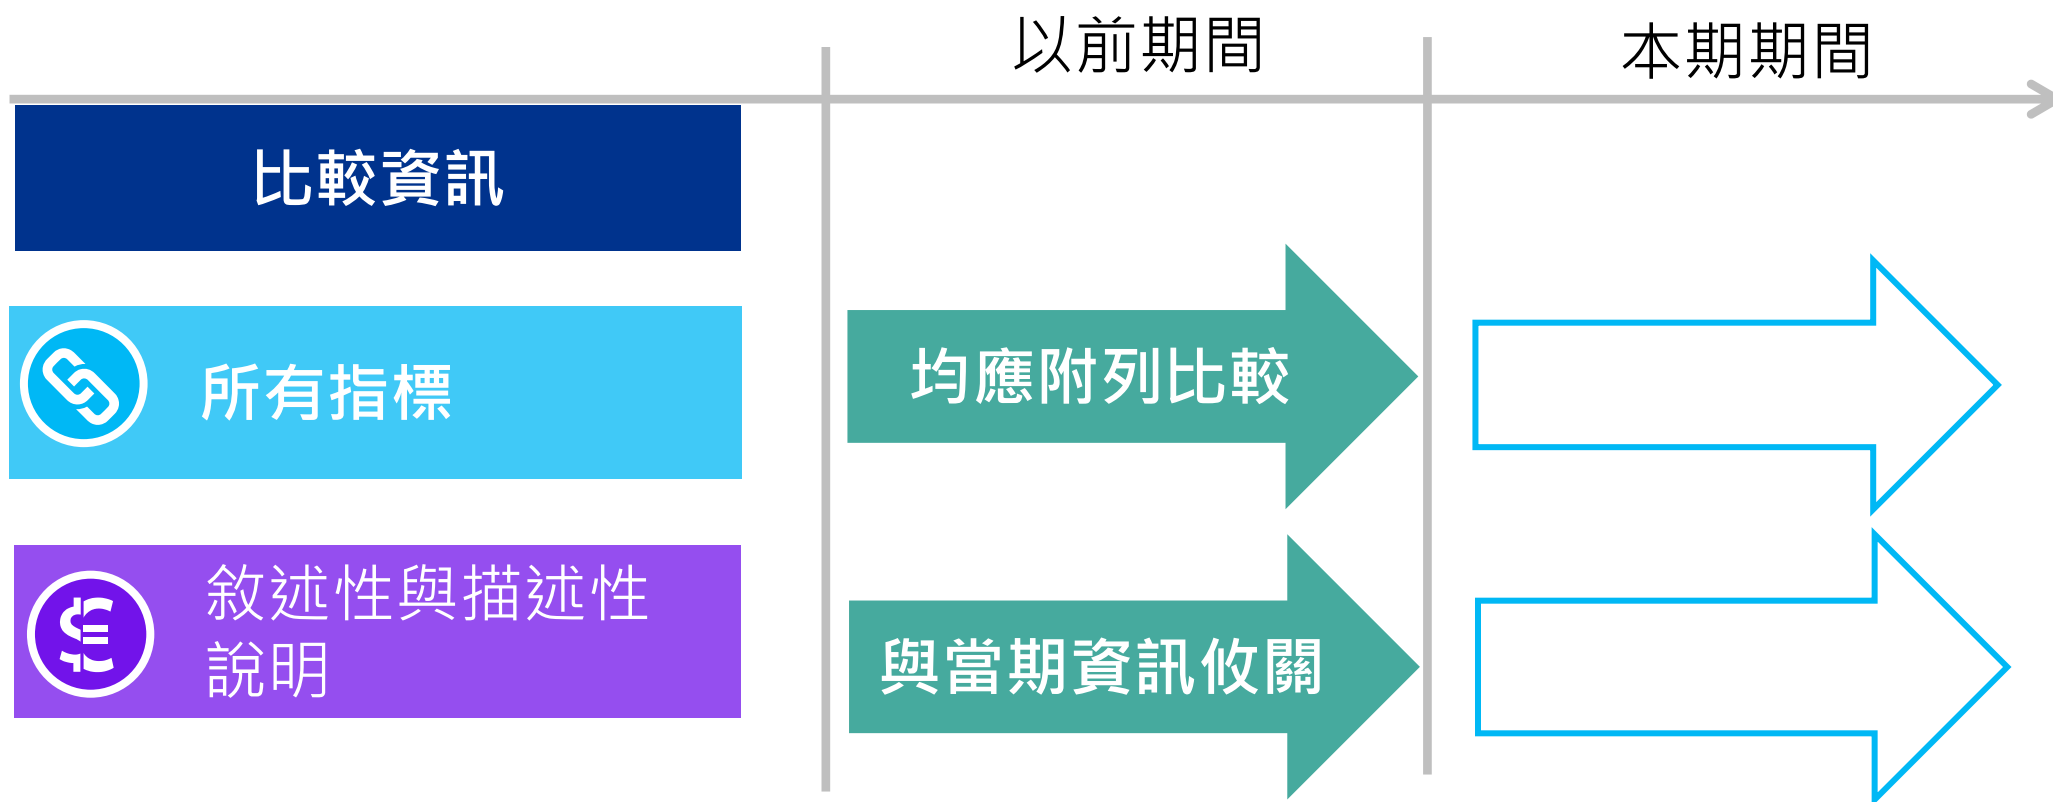 以前期間
本期期間
比較資訊
所有指標
均應附列比較
敘述性與描述性
說明
與當期資訊攸關